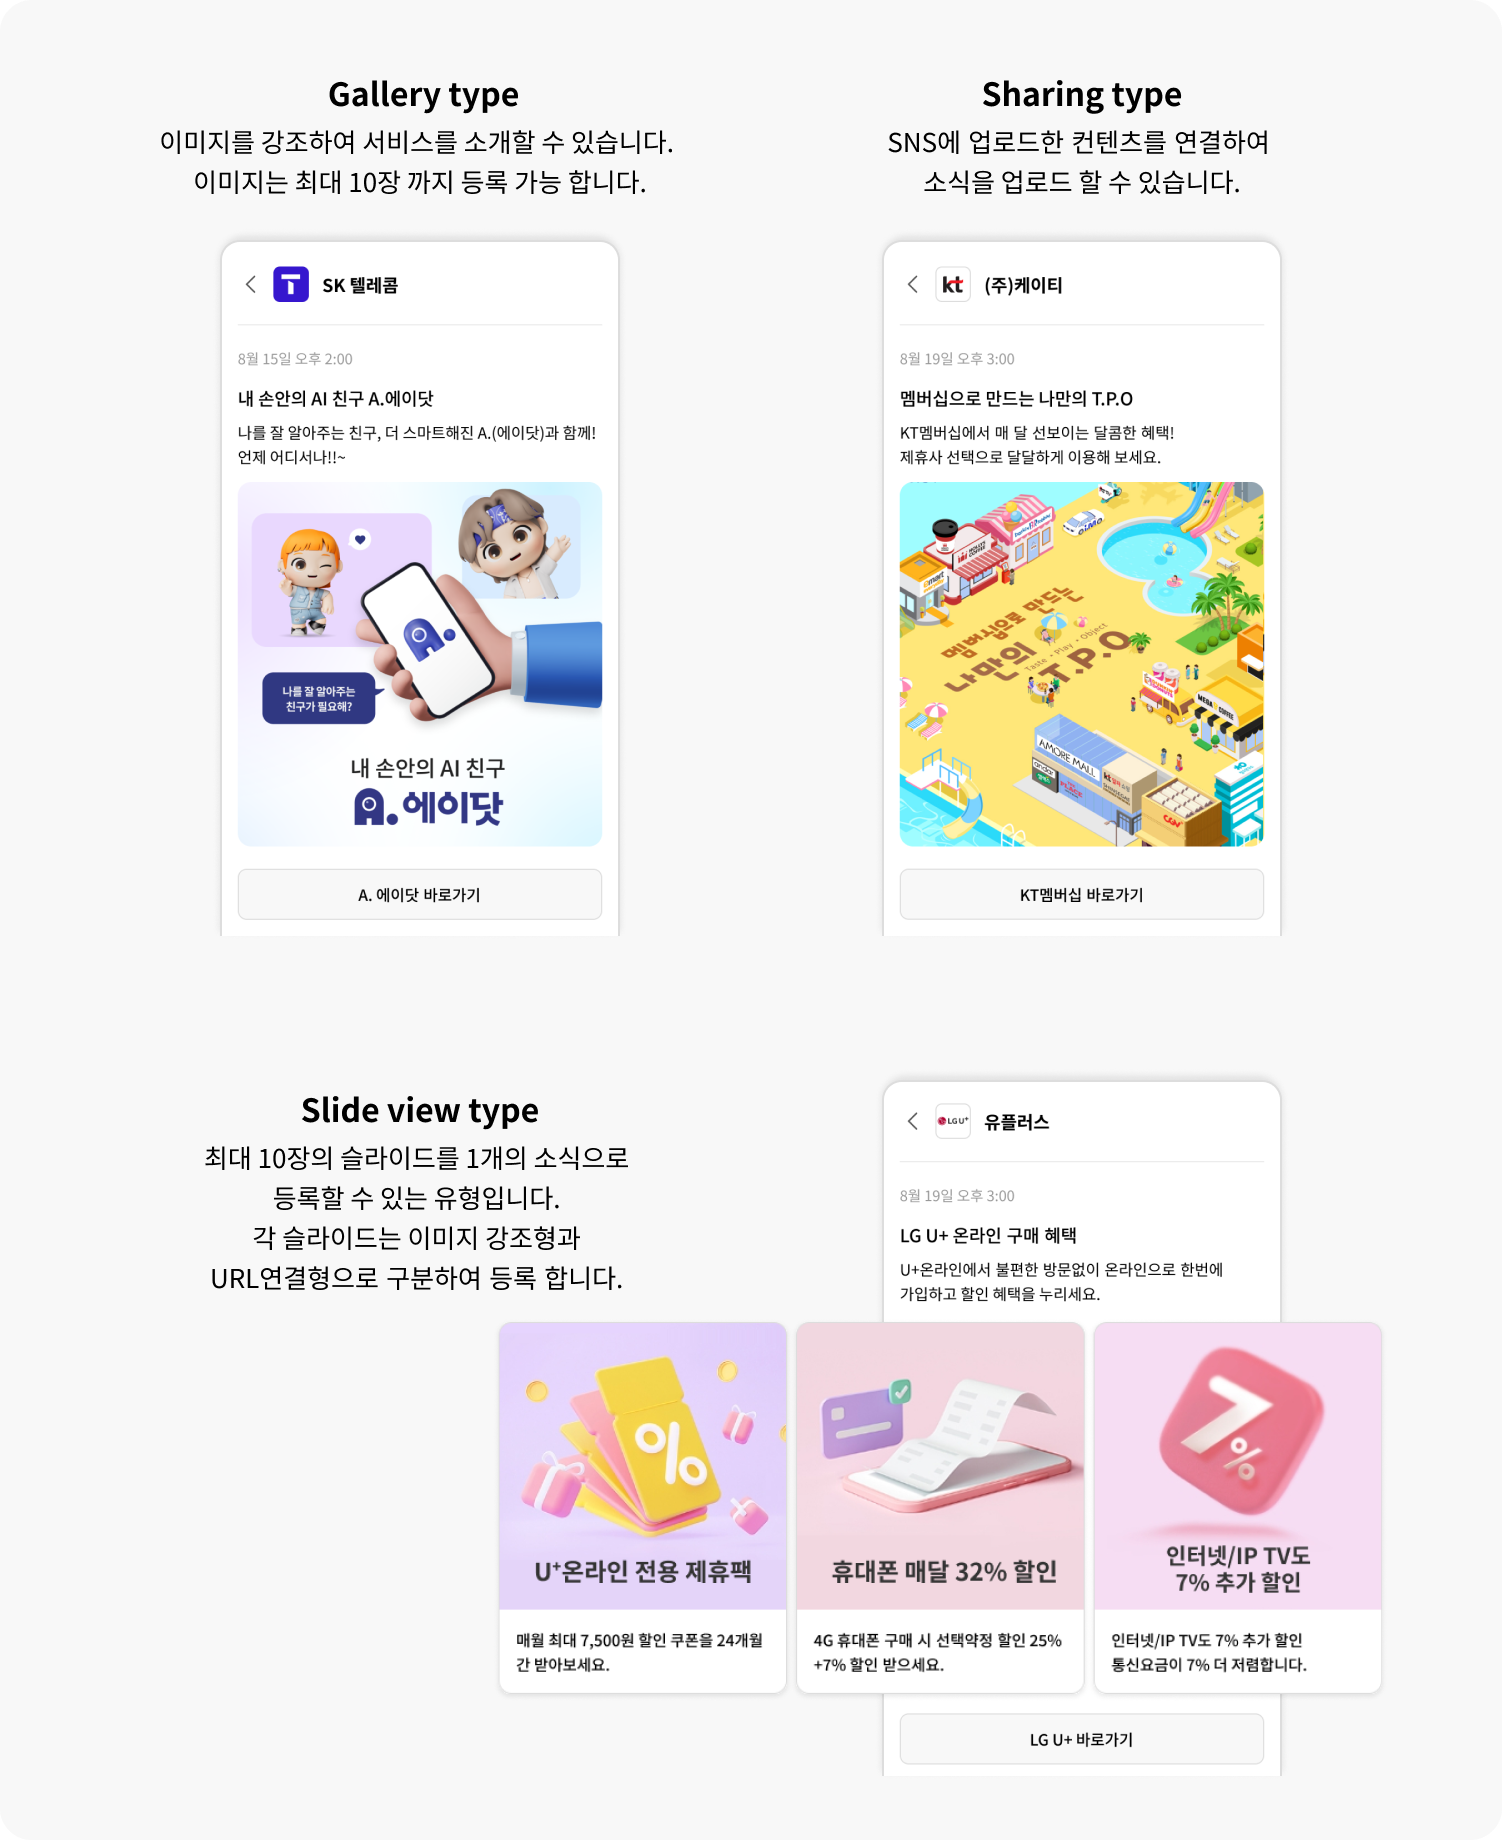 Gallery type
이미지를 강조하여 서비스를 소개할 수 있습니다.
이미지는 최대 10장 까지 등록 가능 합니다.
T
SK 텔레콤
8월 15일 오후 2:00
내 손안의 AI 친구 A.에이닷
나를 잘 알아주는 친구, 더 스마트해진 A.(에이닷)과 함께!
언제 어디서나!!~
나를 잘 알아주는
친구가 필요해?
내 손안의 AI 친구
A.에이닷
A. 에이닷 바로가기
Sharing type
SNS에 업로드한 컨텐츠를 연결하여
소식을 업로드 할 수 있습니다.
kt
(주)케이티
8월 19일 오후 3:00
멤버십으로 만드는 나만의 T.P.O
KT멤버십에서 매 달 선보이는 달콤한 혜택!
제휴사 선택으로 달달하게 이용해 보세요.
멤버십으로 만드는
나만의 T.P.O
Taste • Play • Object
AMORE MALL
MEGA COFFEE
CGV
KT멤버십 바로가기
Slide view type
최대 10장의 슬라이드를 1개의 소식으로
등록할 수 있는 유형입니다.
각 슬라이드는 이미지 강조형과
URL연결형으로 구분하여 등록 합니다.
LG U+
유플러스
8월 19일 오후 3:00
LG U+ 온라인 구매 혜택
U+온라인에서 불편한 방문없이 온라인으로 한번에
가입하고 할인 혜택을 누리세요.
%
U+온라인 전용 제휴팩
매월 최대 7,500원 할인 쿠폰을 24개월
간 받아보세요.
휴대폰 매달 32% 할인
4G 휴대폰 구매 시 선택약정 할인 25%
+7% 할인 받으세요.
7%
인터넷/IP TV도
7% 추가 할인
인터넷/IP TV도 7% 추가 할인
통신요금이 7% 더 저렴합니다.
LG U+ 바로가기